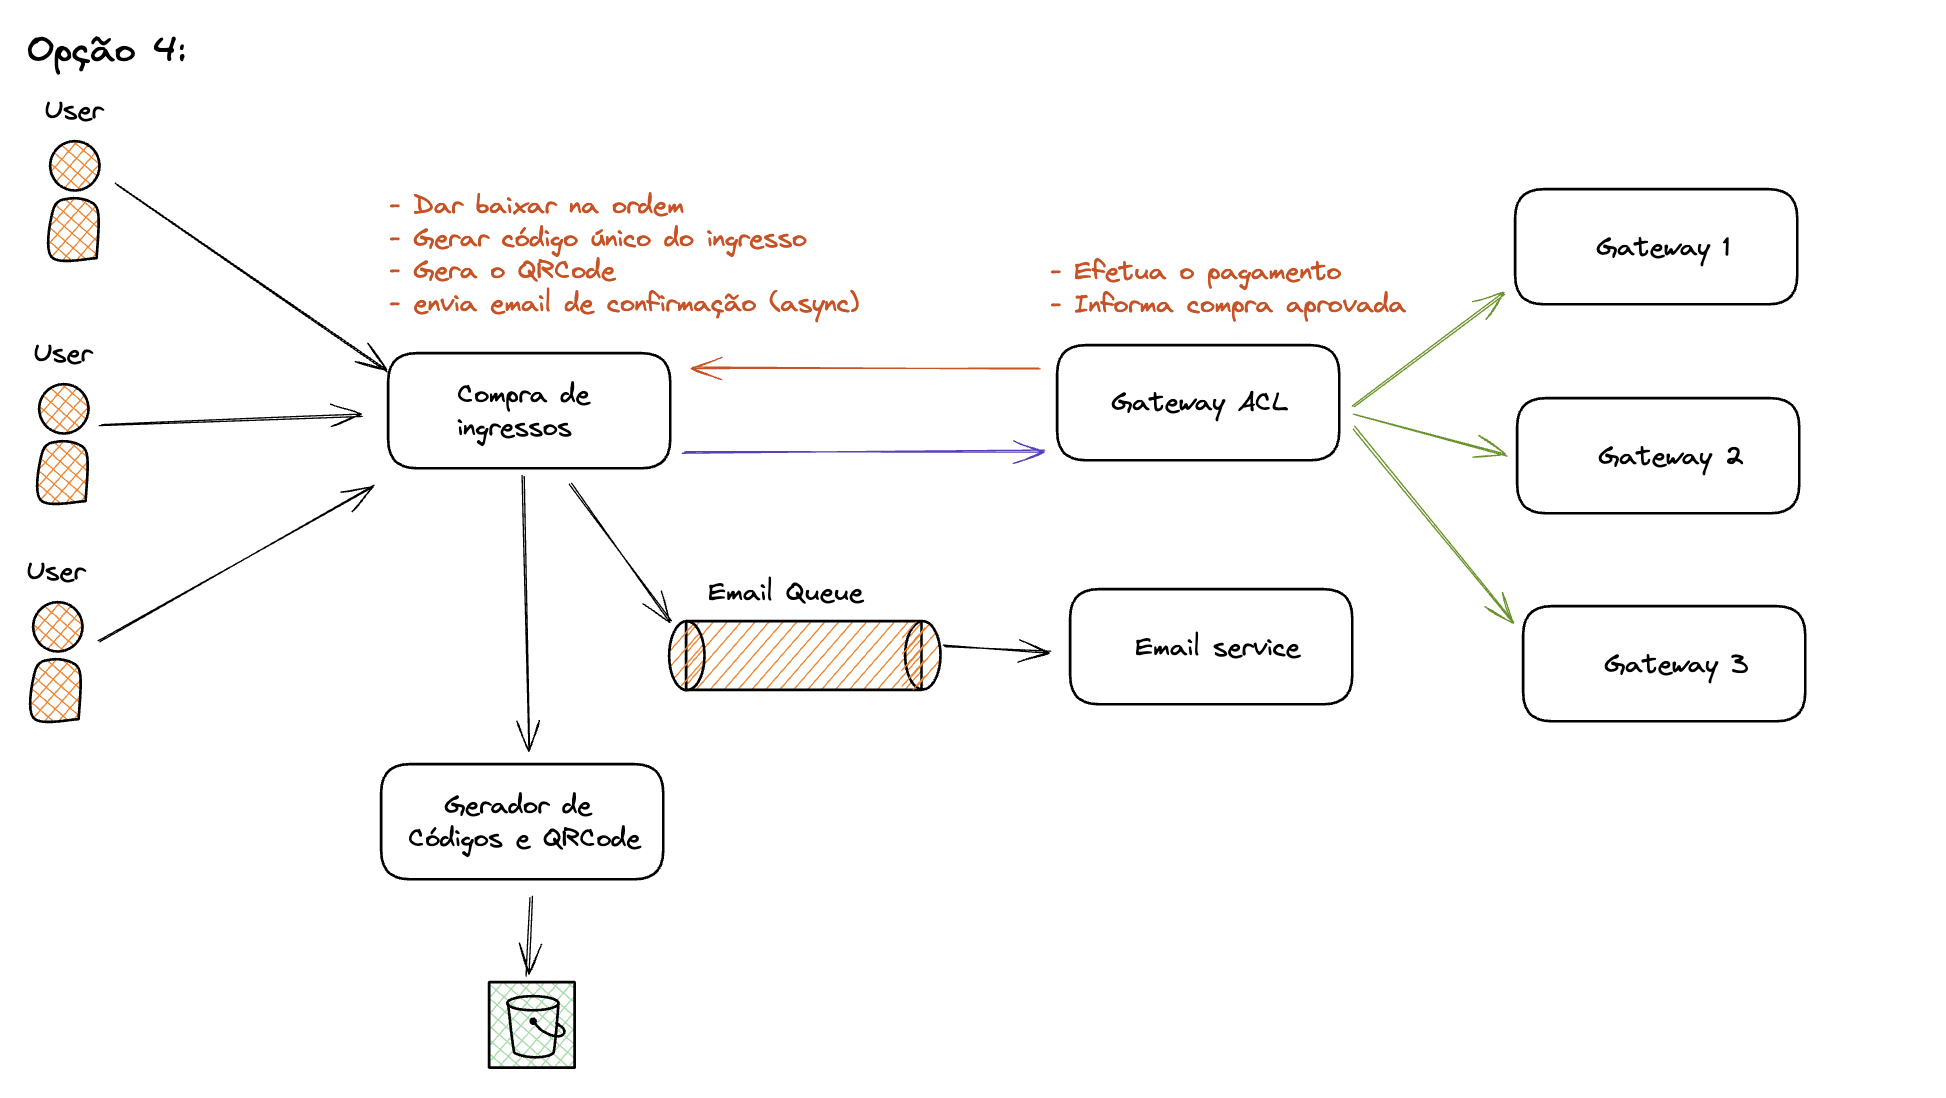 Opção 4:
User
- Dar baixar na ordem
- Gerar código único do ingresso
- Gera o QRCode
- envia email de confirmação (async)
- Efetua o pagamento
- Informa compra aprovada
Gateway 1
User
Compra de
ingressos
Gateway ACL
Gateway 2
User
Email Queue
Email service
Gateway 3
Gerador de
Códigos e QRCode